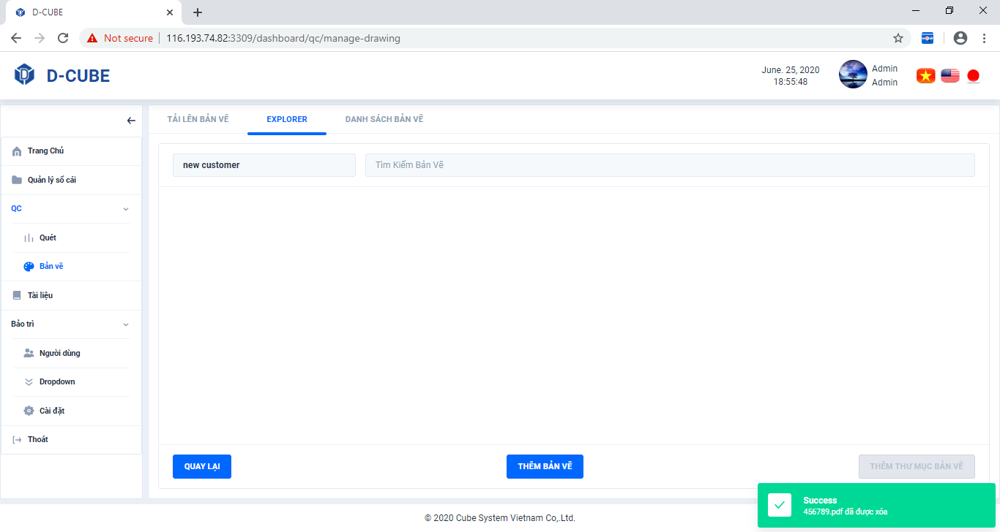 D-CUBE
Not secure
116.193.74.82:3309/dashboard/qc/manage-drawing
D-CUBE
June. 25, 2020
18:55:48
Admin
Admin
TẢI LÊN BẢN VẼ
EXPLORER
DANH SÁCH BẢN VẼ
Trang Chủ
Quản lý sổ cái
QC
Quét
Bản vẽ
Tài liệu
Bảo trì
Người dùng
Dropdown
Cài đặt
Thoát
new customer
Tìm Kiếm Bản Vẽ
QUAY LẠI
THÊM BẢN VẼ
THÊM THƯ MỤC BẢN VẼ
Success
456789.pdf đã được xóa
© 2020 Cube System Vietnam Co,.Ltd.